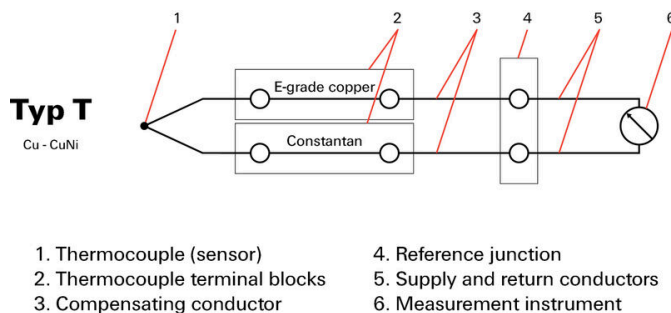 1 2 3 4 5 6
E-grade copper
Typ T
Constantan
Cu - CuNi
1. Thermocouple (sensor)
2. Thermocouple terminal blocks
3. Compensating conductor
4. Reference junction
5. Supply and return conductors
6. Measurement instrument